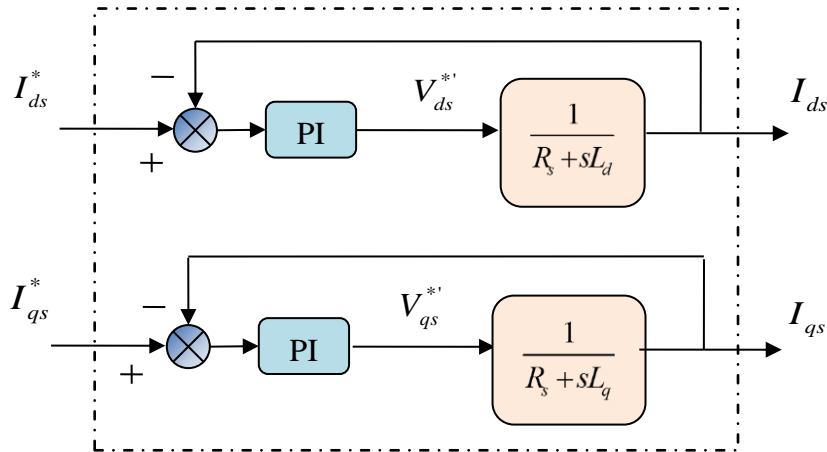 −
I*ds
V*'ds
Ids
PI
1
Rs + sLd
+
−
I*qs
V*'qs
Iqs
PI
1
Rs + sLq
+